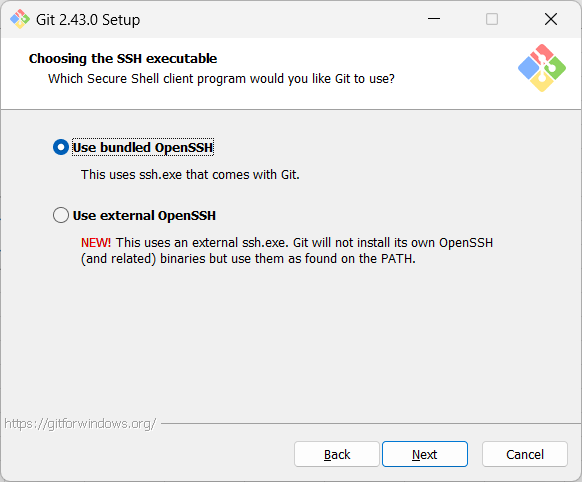 Git 2.43.0 Setup
Choosing the SSH executable
Which Secure Shell client program would you like Git to use?
Use bundled OpenSSH
This uses ssh.exe that comes with Git.
Use external OpenSSH
NEW! This uses an external ssh.exe. Git will not install its own OpenSSH
(and related) binaries but use them as found on the PATH.
https://gitforwindows.org/
Back Next Cancel